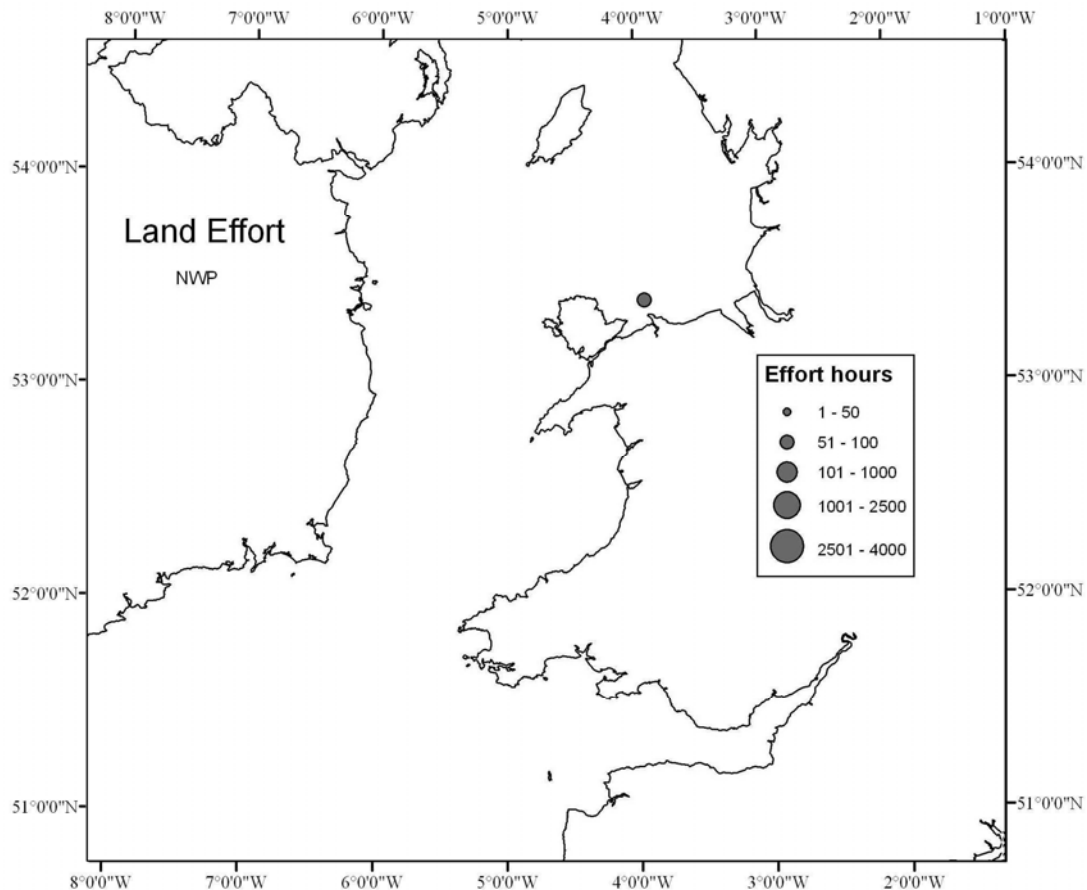 8°0'0"W 7°0'0"W 6°0'0"W 5°0'0"W 4°0'0"W 3°0'0"W 2°0'0"W 1°0'0"W
54°0'0"N 54°0'0"N
Land Effort
NWP
53°0'0"N 53°0'0"N
Effort hours
1 - 50
51 - 100
101 - 1000
1001 - 2500
2501 - 4000
52°0'0"N 52°0'0"N
51°0'0"N 51°0'0"N
8°0'0"W 7°0'0"W 6°0'0"W 5°0'0"W 4°0'0"W 3°0'0"W 2°0'0"W